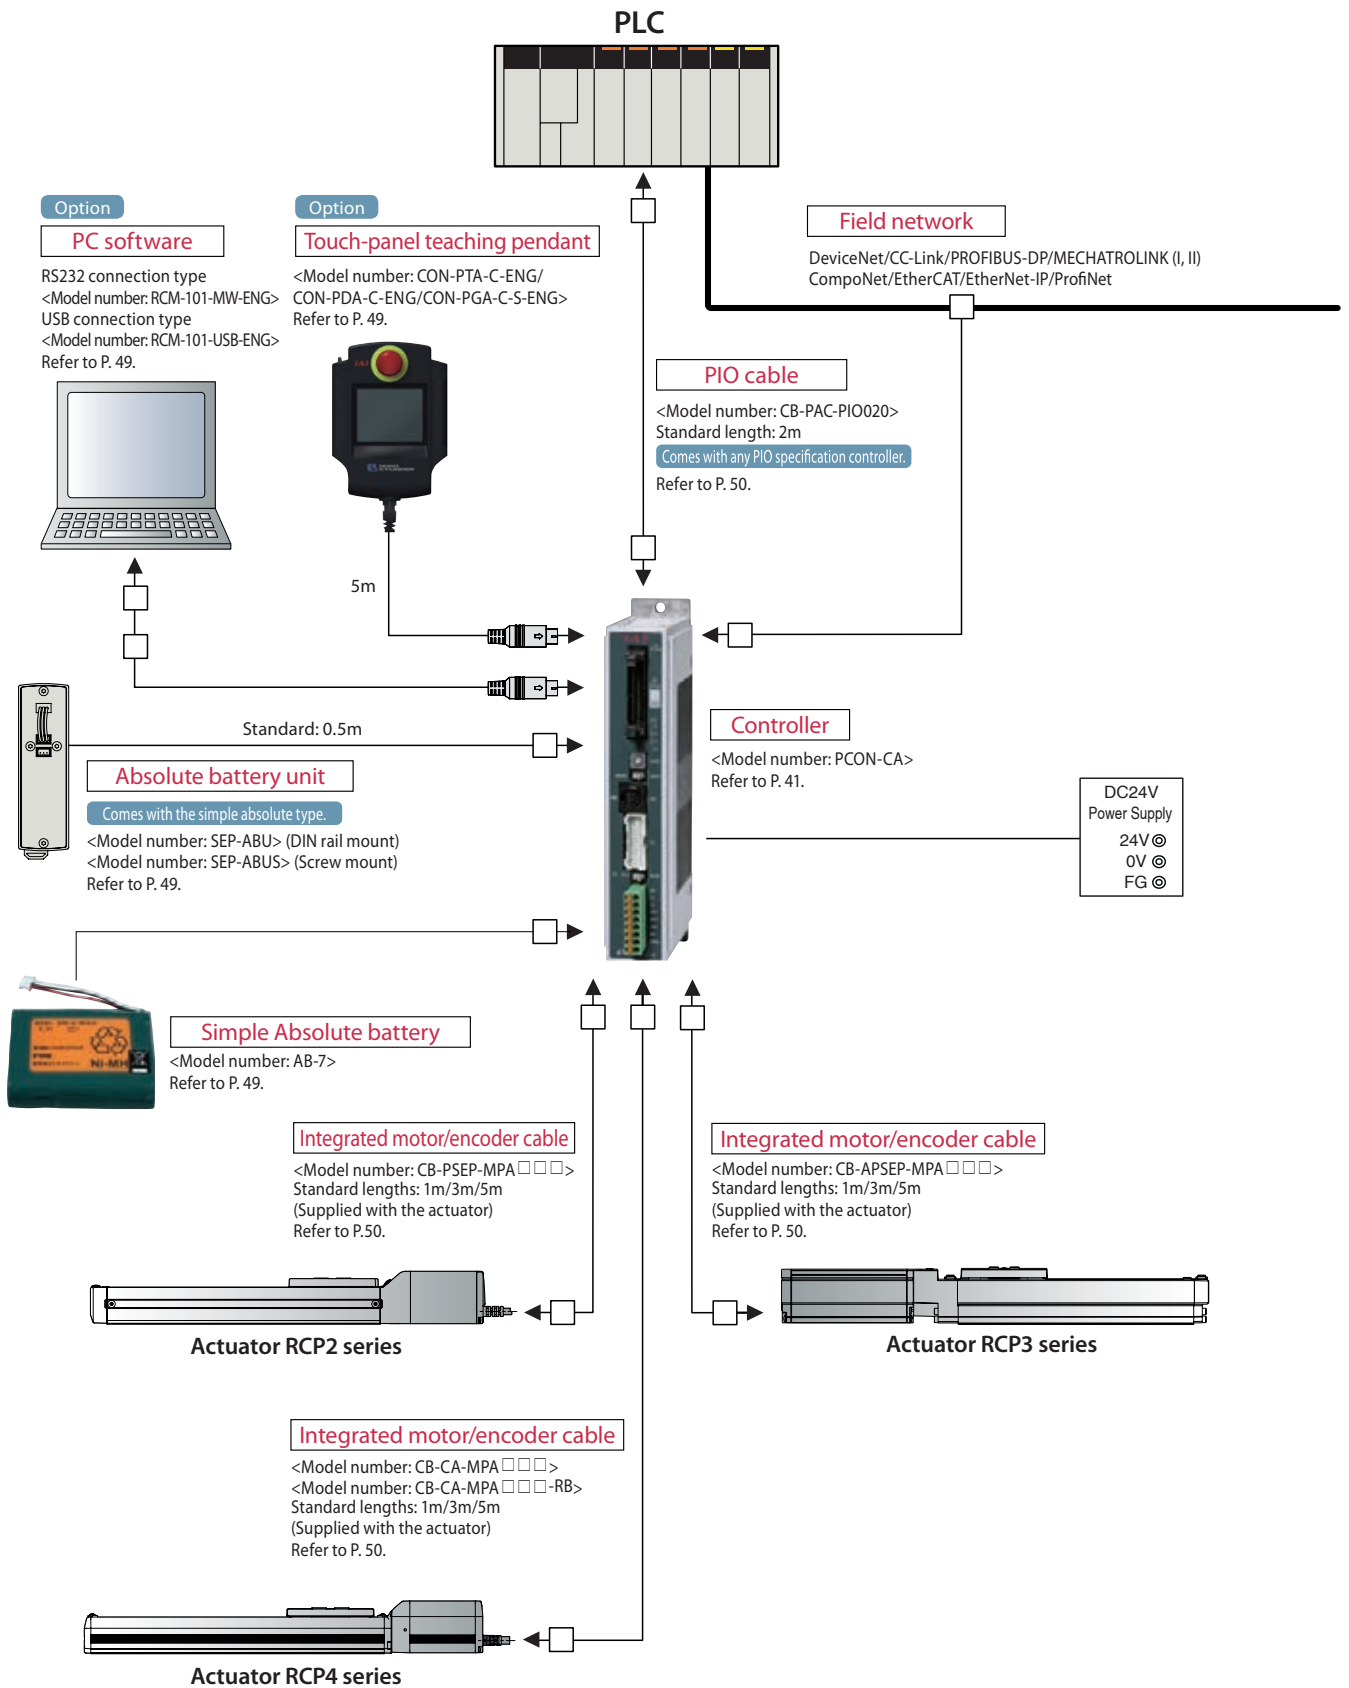 PLC
Option
PC software
RS232 connection type
<Model number: RCM-101-MW-ENG>
USB connection type
<Model number: RCM-101-USB-ENG>
Refer to P. 49.
Option
Touch-panel teaching pendant
<Model number: CON-PTA-C-ENG/
CON-PDA-C-ENG/CON-PGA-C-S-ENG>
Refer to P. 49.
Field network
DeviceNet/CC-Link/PROFIBUS-DP/MECHATROLINK (I, II)
CompoNet/EtherCAT/EtherNet-IP/ProfiNet
PIO cable
<Model number: CB-PAC-PIO020>
Standard length: 2m
Comes with any PIO specification controller.
Refer to P. 50.
IAI
5m
IAI
Standard: 0.5m
Absolute battery unit
Comes with the simple absolute type.
<Model number: SEP-ABU> (DIN rail mount)
<Model number: SEP-ABUS> (Screw mount)
Refer to P. 49.
Controller
<Model number: PCON-CA>
Refer to P. 41.
DC24V
Power Supply
24V
0V
FG
Ni-MH
Simple Absolute battery
<Model number: AB-7>
Refer to P. 49.
Integrated motor/encoder cable
<Model number: CB-PSEP-MPA□□□>
Standard lengths: 1m/3m/5m
(Supplied with the actuator)
Refer to P.50.
Integrated motor/encoder cable
<Model number: CB-APSEP-MPA□□□>
Standard lengths: 1m/3m/5m
(Supplied with the actuator)
Refer to P. 50.
Actuator RCP2 series
Actuator RCP3 series
Integrated motor/encoder cable
<Model number: CB-CA-MPA□□□>
<Model number: CB-CA-MPA□□□-RB>
Standard lengths: 1m/3m/5m
(Supplied with the actuator)
Refer to P. 50.
Actuator RCP4 series